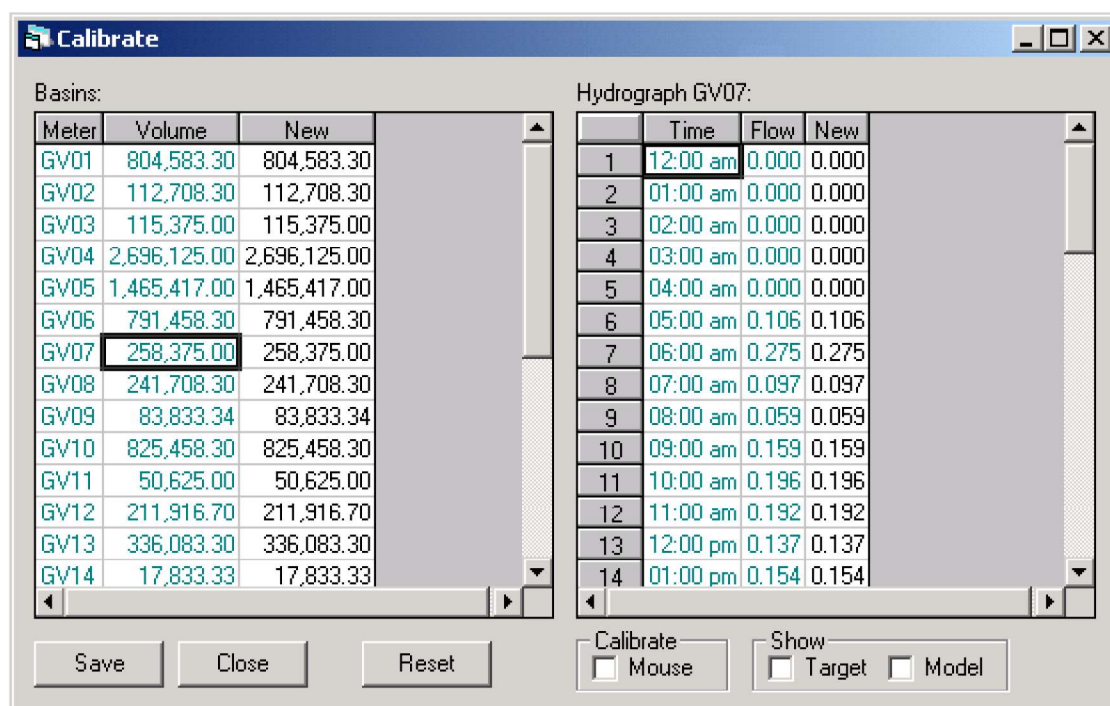 Calibrate
Basins:
Meter Volume New
GV01 804,583.30 804,583.30
GV02 112,708.30 112,708.30
GV03 115,375.00 115,375.00
GV04 2,696,125.00 2,696,125.00
GV05 1,465,417.00 1,465,417.00
GV06 791,458.30 791,458.30
GV07 258,375.00 258,375.00
GV08 241,708.30 241,708.30
GV09 83,833.34 83,833.34
GV10 825,458.30 825,458.30
GV11 50,625.00 50,625.00
GV12 211,916.70 211,916.70
GV13 336,083.30 336,083.30
GV14 17,833.33 17,833.33
Save Close Reset
Hydrograph GV07:
Time Flow New
1 12:00 am 0.000 0.000
2 01:00 am 0.000 0.000
3 02:00 am 0.000 0.000
4 03:00 am 0.000 0.000
5 04:00 am 0.000 0.000
6 05:00 am 0.106 0.106
7 06:00 am 0.275 0.275
8 07:00 am 0.097 0.097
9 08:00 am 0.059 0.059
10 09:00 am 0.159 0.159
11 10:00 am 0.196 0.196
12 11:00 am 0.192 0.192
13 12:00 pm 0.137 0.137
14 01:00 pm 0.154 0.154
Calibrate
Mouse
Show
Target Model